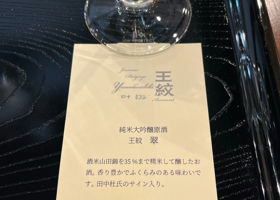 王紋
純米大吟醸原酒
王紋 翠
酒米山田錦を35%まで精米して醸したお
酒。香り豊かでふくらみのある味わいで
す。田中杜氏のサイン入り。